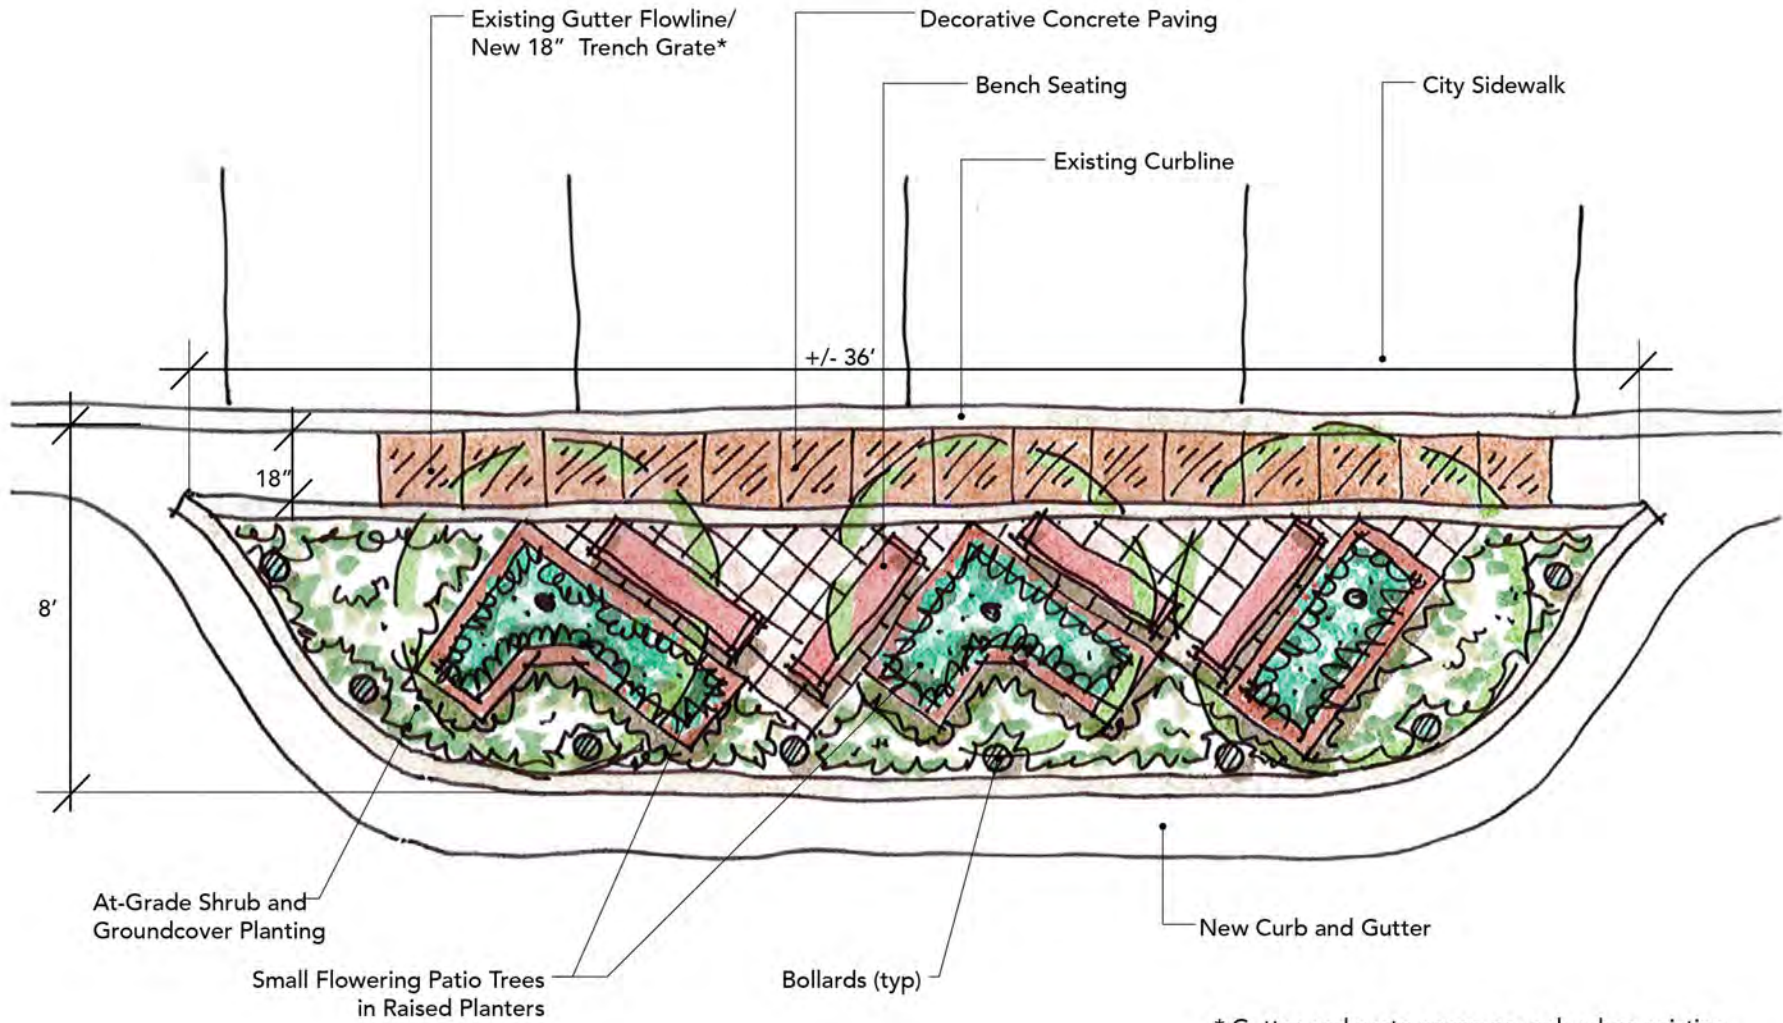 Existing Gutter Flowline/
New 18” Trench Grate*
Decorative Concrete Paving
Bench Seating
City Sidewalk
Existing Curbline
+/- 36’
18”
8’
At-Grade Shrub and
Groundcover Planting
New Curb and Gutter
Small Flowering Patio Trees
in Raised Planters
Bollards (typ)